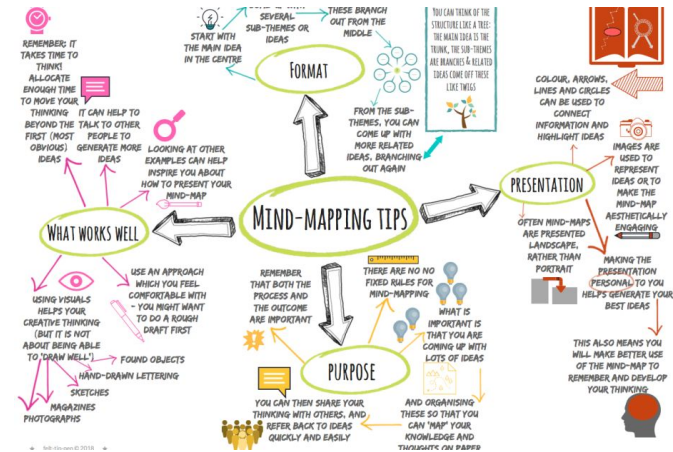 START WITH
THE MAIN IDEA
IN THE CENTRE
SEVERAL
SUB-THEMES OR
IDEAS
THESE BRANCH
OUT FROM THE
MIDDLE
FORMAT
FROM THE SUB-
THEMES, YOU CAN
COME UP WITH
MORE RELATED
IDEAS, BRANCHING
OUT AGAIN
YOU CAN THINK OF THE
STRUCTURE LIKE A TREE:
THE MAIN IDEA IS THE
TRUNK, THE SUB-THEMES
ARE BRANCHES & RELATED
IDEAS COME OFF THESE
LIKE TWIGS
REMEMBER: IT
TAKES TIME TO
THINK!
ALLOCATE
ENOUGH TIME
TO MOVE YOUR
THINKING
BEYOND THE
FIRST (MOST
OBVIOUS)
IDEAS
IT CAN HELP TO
TALK TO OTHER
PEOPLE TO
GENERATE MORE
IDEAS
LOOKING AT OTHER
EXAMPLES CAN HELP
INSPIRE YOU ABOUT
HOW TO PRESENT YOUR
MIND-MAP
WHAT WORKS WELL
USING VISUALS
HELPS YOUR
CREATIVE THINKING
(BUT IT IS NOT
ABOUT BEING ABLE
TO 'DRAW WELL')
FOUND OBJECTS
HAND-DRAWN LETTERING
SKETCHES
MAGAZINES
PHOTOGRAPHS
USE AN APPROACH
WHICH YOU FEEL
COMFORTABLE WITH
- YOU MIGHT WANT
TO DO A ROUGH
DRAFT FIRST
MIND-MAPPING TIPS
PRESENTATION
COLOUR, ARROWS,
LINES AND CIRCLES
CAN BE USED TO
CONNECT
INFORMATION AND
HIGHLIGHT IDEAS
IMAGES ARE
USED TO
REPRESENT
IDEAS OR TO
MAKE THE
MIND-MAP
AESTHETICALLY
ENGAGING
OFTEN MIND-MAPS
ARE PRESENTED
LANDSCAPE,
RATHER THAN
PORTRAIT
MAKING THE
PRESENTATION
PERSONAL TO YOU
HELPS GENERATE YOUR
BEST IDEAS
THIS ALSO MEANS YOU
WILL MAKE BETTER USE
OF THE MIND-MAP TO
REMEMBER AND DEVELOP
YOUR THINKING
PURPOSE
REMEMBER
THAT BOTH THE
PROCESS AND
THE OUTCOME
ARE IMPORTANT
THERE ARE NO NO
FIXED RULES FOR
MIND-MAPPING
WHAT IS
IMPORTANT IS
THAT YOU ARE
COMING UP WITH
LOTS OF IDEAS
AND ORGANISING
THESE SO THAT YOU
CAN 'MAP' YOUR
KNOWLEDGE AND
THOUGHTS ON PAPER
YOU CAN THEN SHARE YOUR
THINKING WITH OTHERS, AND
REFER BACK TO IDEAS
QUICKLY AND EASILY